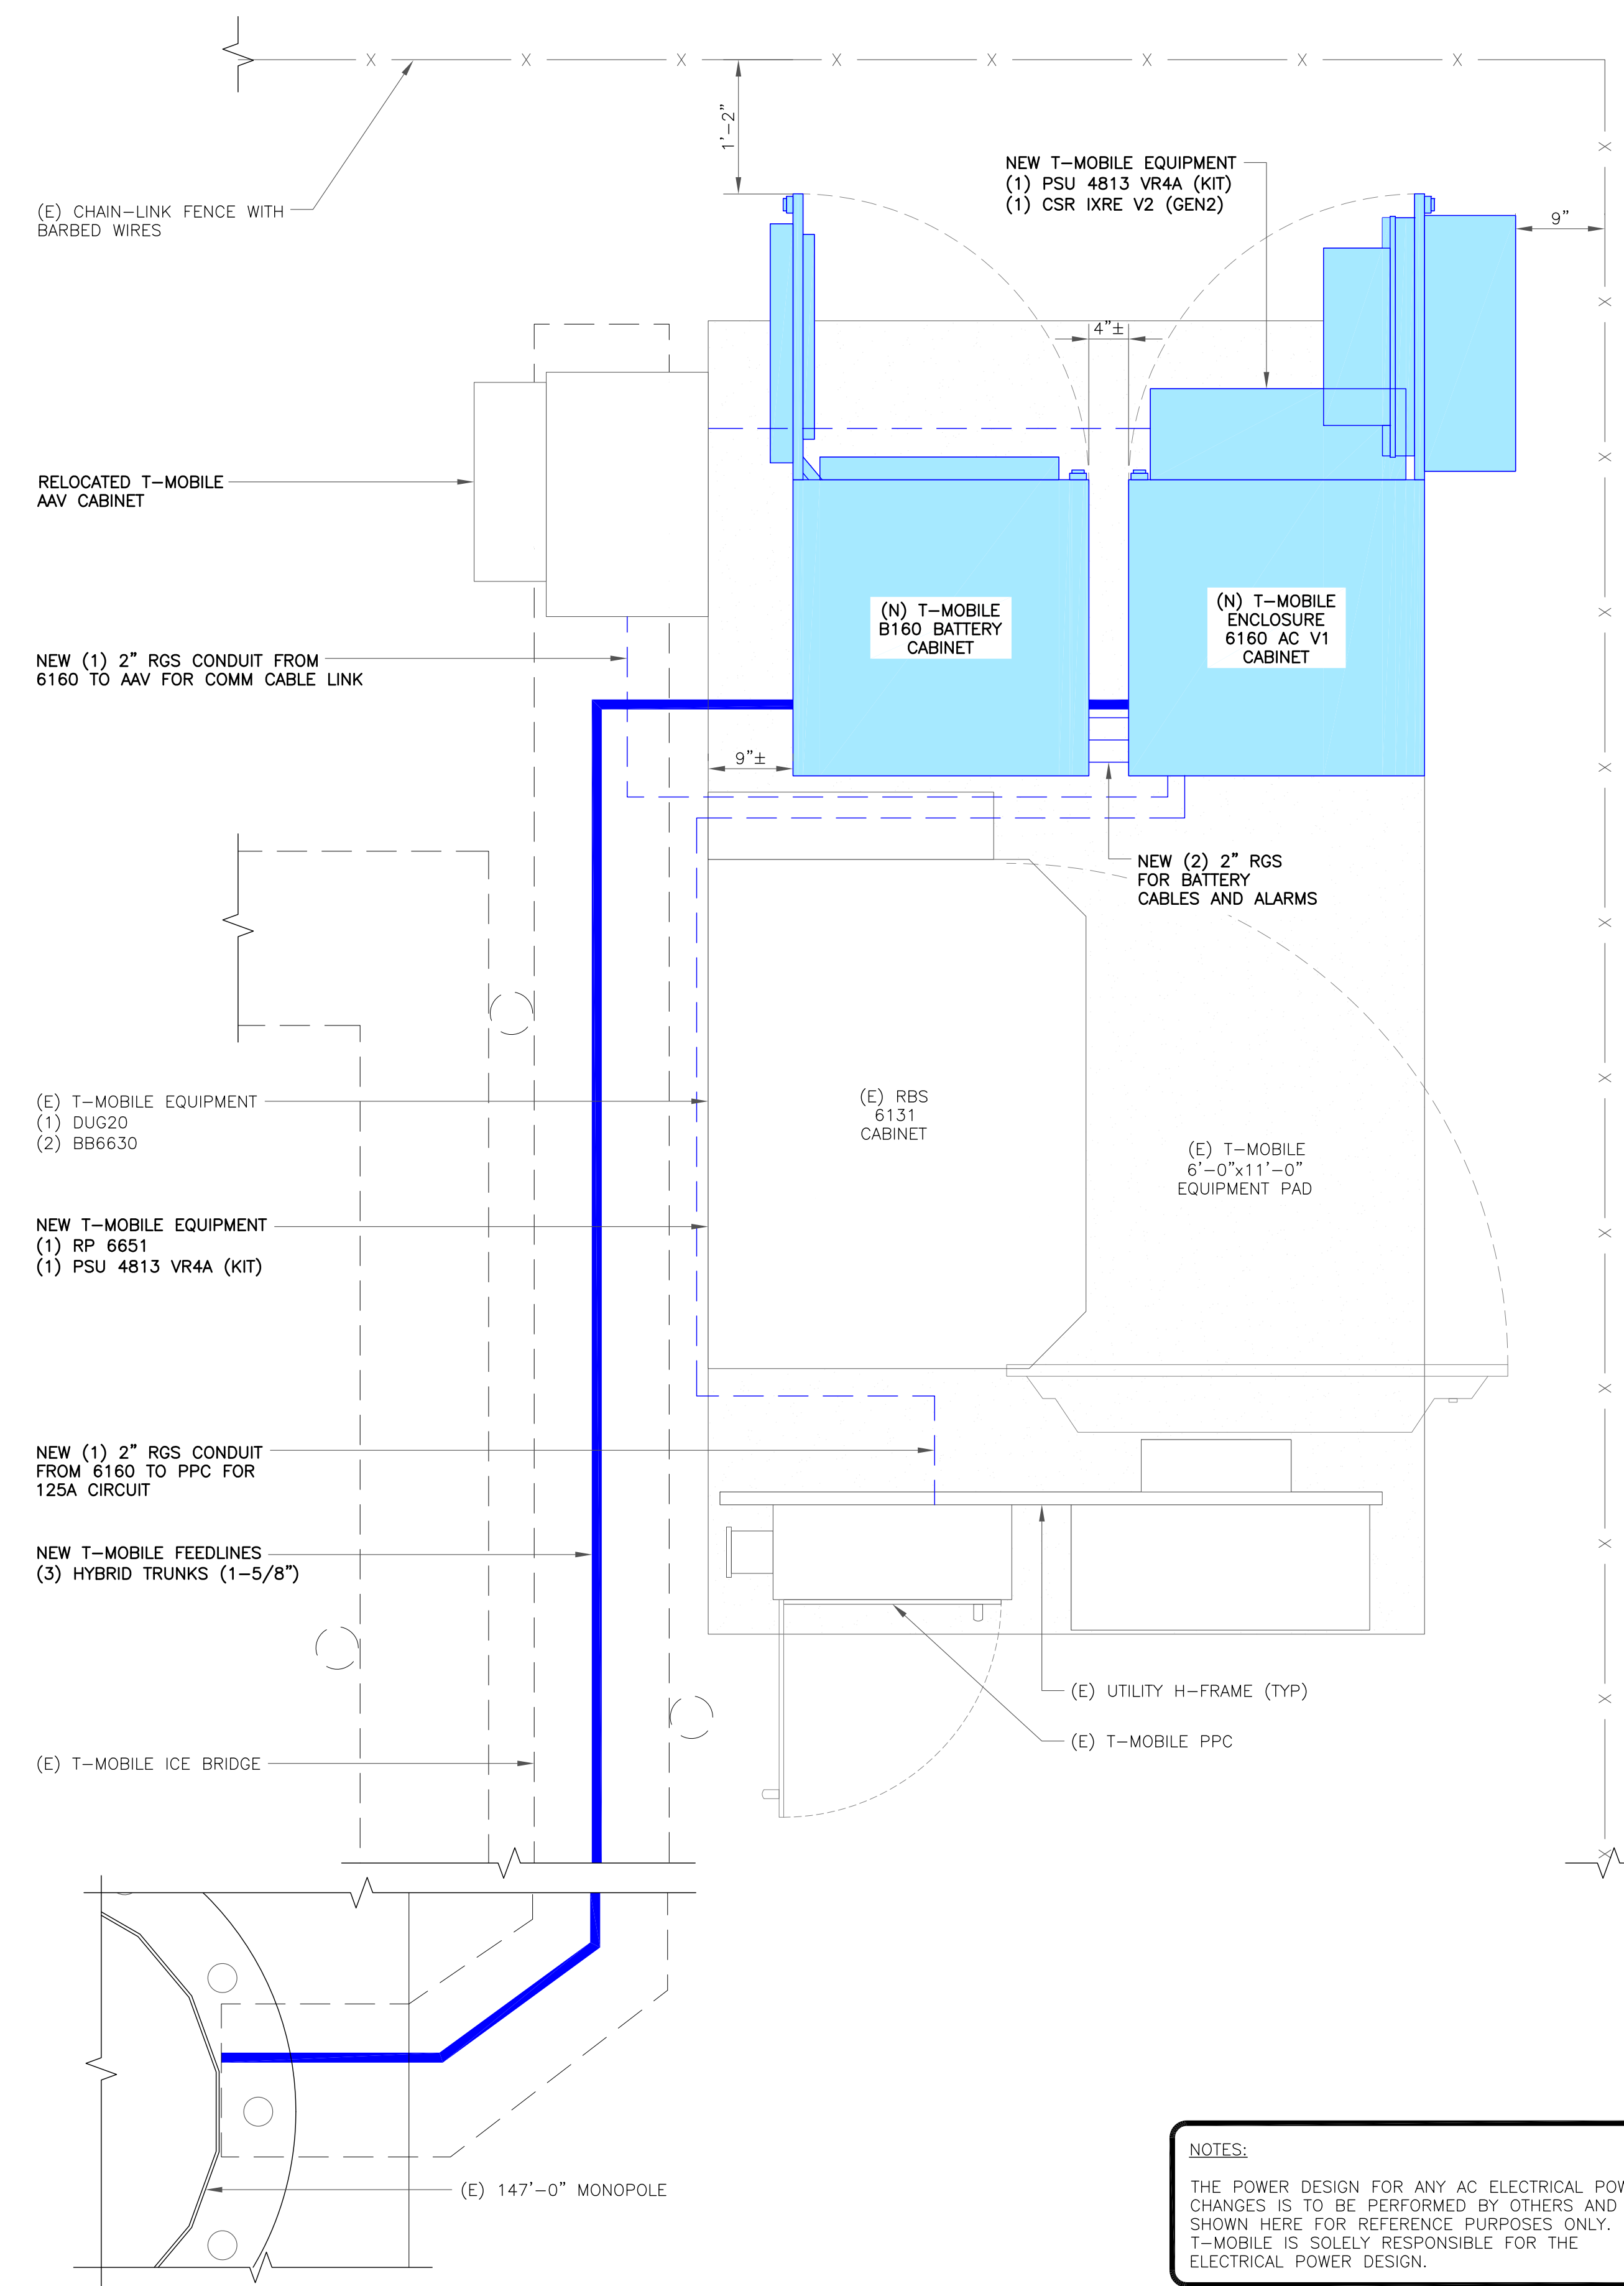 1'-2"
NEW T-MOBILE EQUIPMENT
(1) PSU 4813 VR4A (KIT)
(1) CSR IXRE V2 (GEN2)
(E) CHAIN-LINK FENCE WITH
BARBED WIRES
9"
4"±
RELOCATED T-MOBILE
AAV CABINET
(N) T-MOBILE
B160 BATTERY
CABINET
(N) T-MOBILE
ENCLOSURE
6160 AC V1
CABINET
NEW (1) 2" RGS CONDUIT FROM
6160 TO AAV FOR COMM CABLE LINK
9"±
NEW (2) 2" RGS
FOR BATTERY
CABLES AND ALARMS
(E) T-MOBILE EQUIPMENT
(1) DUG20
(2) BB6630
(E) RBS
6131
CABINET
(E) T-MOBILE
6'-0"x11'-0"
EQUIPMENT PAD
NEW T-MOBILE EQUIPMENT
(1) RP 6651
(1) PSU 4813 VR4A (KIT)
NEW (1) 2" RGS CONDUIT
FROM 6160 TO PPC FOR
125A CIRCUIT
NEW T-MOBILE FEEDLINES
(3) HYBRID TRUNKS (1-5/8")
(E) UTILITY H-FRAME (TYP)
(E) T-MOBILE PPC
(E) T-MOBILE ICE BRIDGE
(E) 147'-0" MONOPOLE
NOTES:
THE POWER DESIGN FOR ANY AC ELECTRICAL
CHANGES IS TO BE PERFORMED BY OTHERS AND
SHOWN HERE FOR REFERENCE PURPOSES ONLY.
T-MOBILE IS SOLELY RESPONSIBLE FOR THE
ELECTRICAL POWER DESIGN.